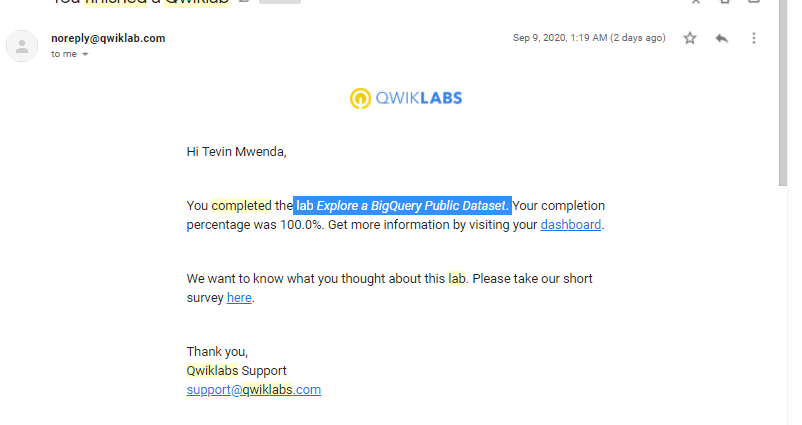 You finished a Qwiklab
noreply@qwiklab.com
Sep 9, 2020, 1:19 AM (2 days ago)
to me
QWIKLABS
Hi Tevin Mwenda,
You completed the lab Explore a BigQuery Public Dataset. Your completion
percentage was 100.0%. Get more information by visiting your dashboard.
We want to know what you thought about this lab. Please take our short
survey here.
Thank you,
Qwiklabs Support
support@qwiklabs.com